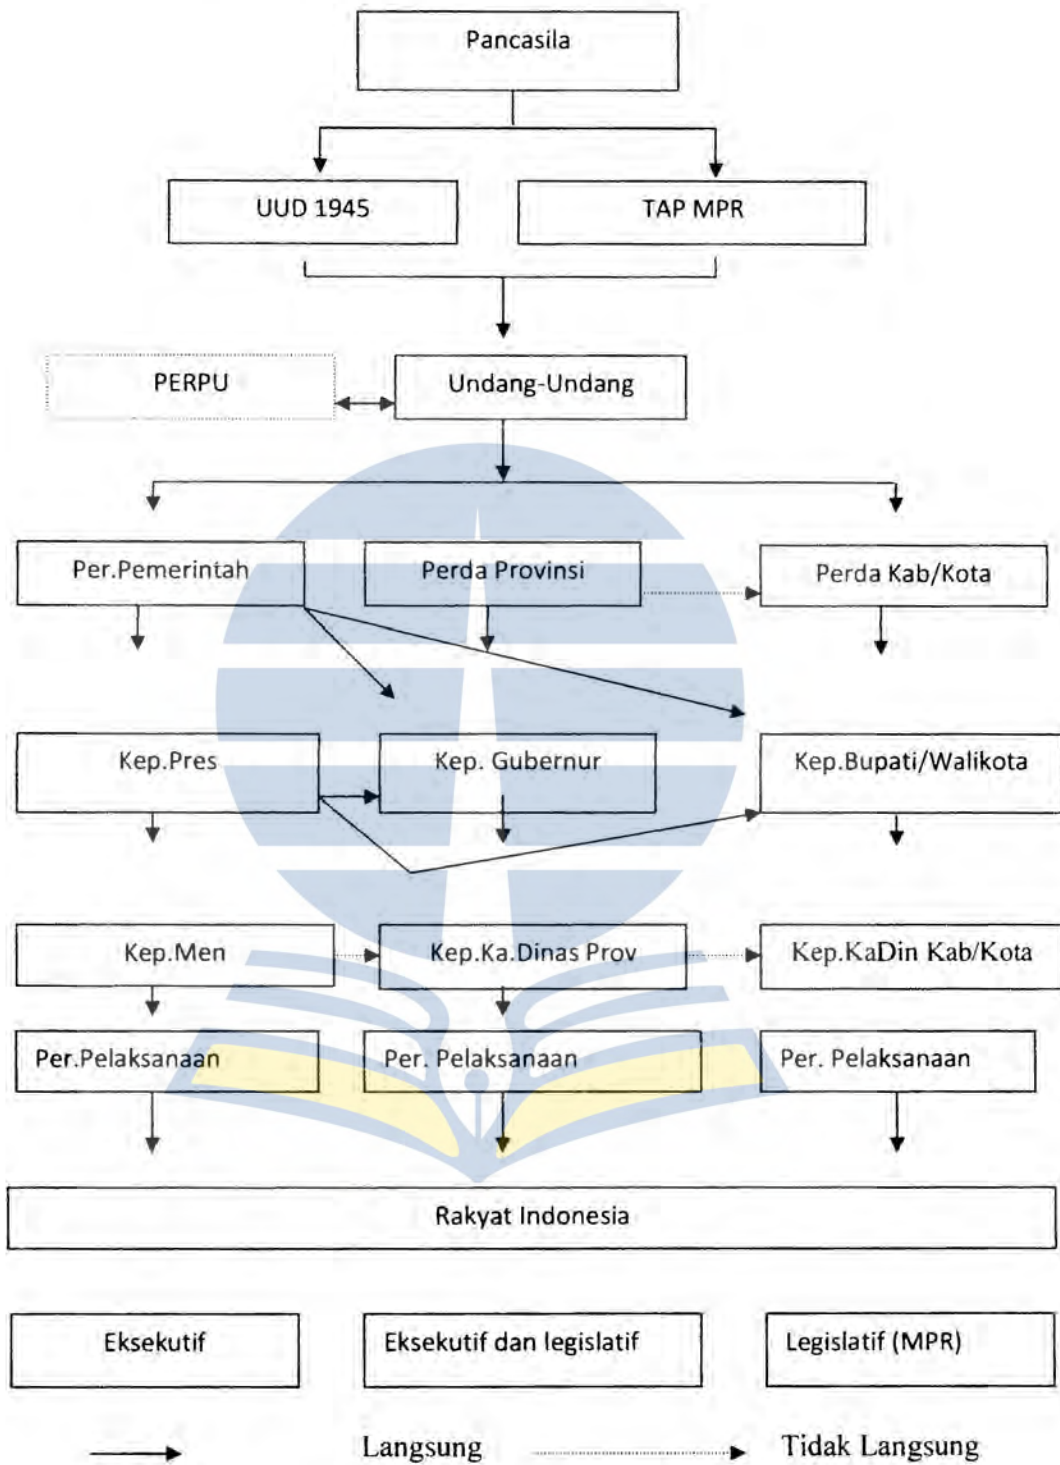 Pancasila
UUD 1945
TAP MPR
PERPU
Undang-Undang
Per.Pemerintah
Perda Provinsi
Perda Kab/Kota
Kep.Pres
Kep. Gubernur
Kep.Bupati/Walikota
Kep.Men
Kep.Ka.Dinas Prov
Kep.KaDin Kab/Kota
Per.Pelaksanaan
Per. Pelaksanaan
Per. Pelaksanaan
Rakyat Indonesia
Eksekutif
Eksekutif dan legislatif
Legislatif (MPR)
Langsung
Tidak Langsung